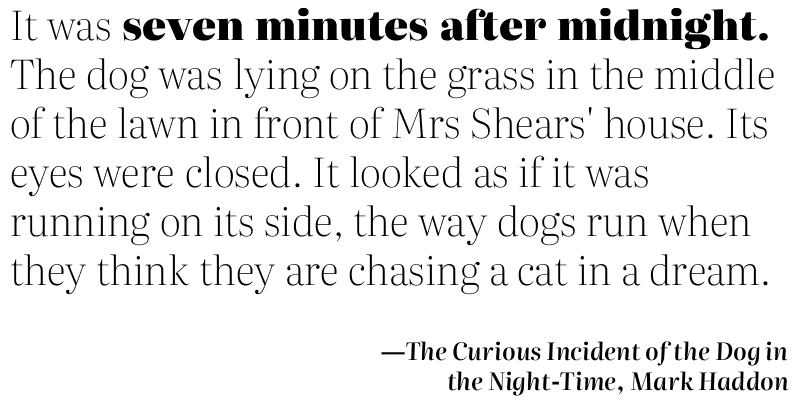 It was seven minutes after midnight.
The dog was lying on the grass in the middle
of the lawn in front of Mrs Shears' house. Its
eyes were closed. It looked as if it was
running on its side, the way dogs run when
they think they are chasing a cat in a dream.
—The Curious Incident of the Dog in
the Night-Time, Mark Haddon